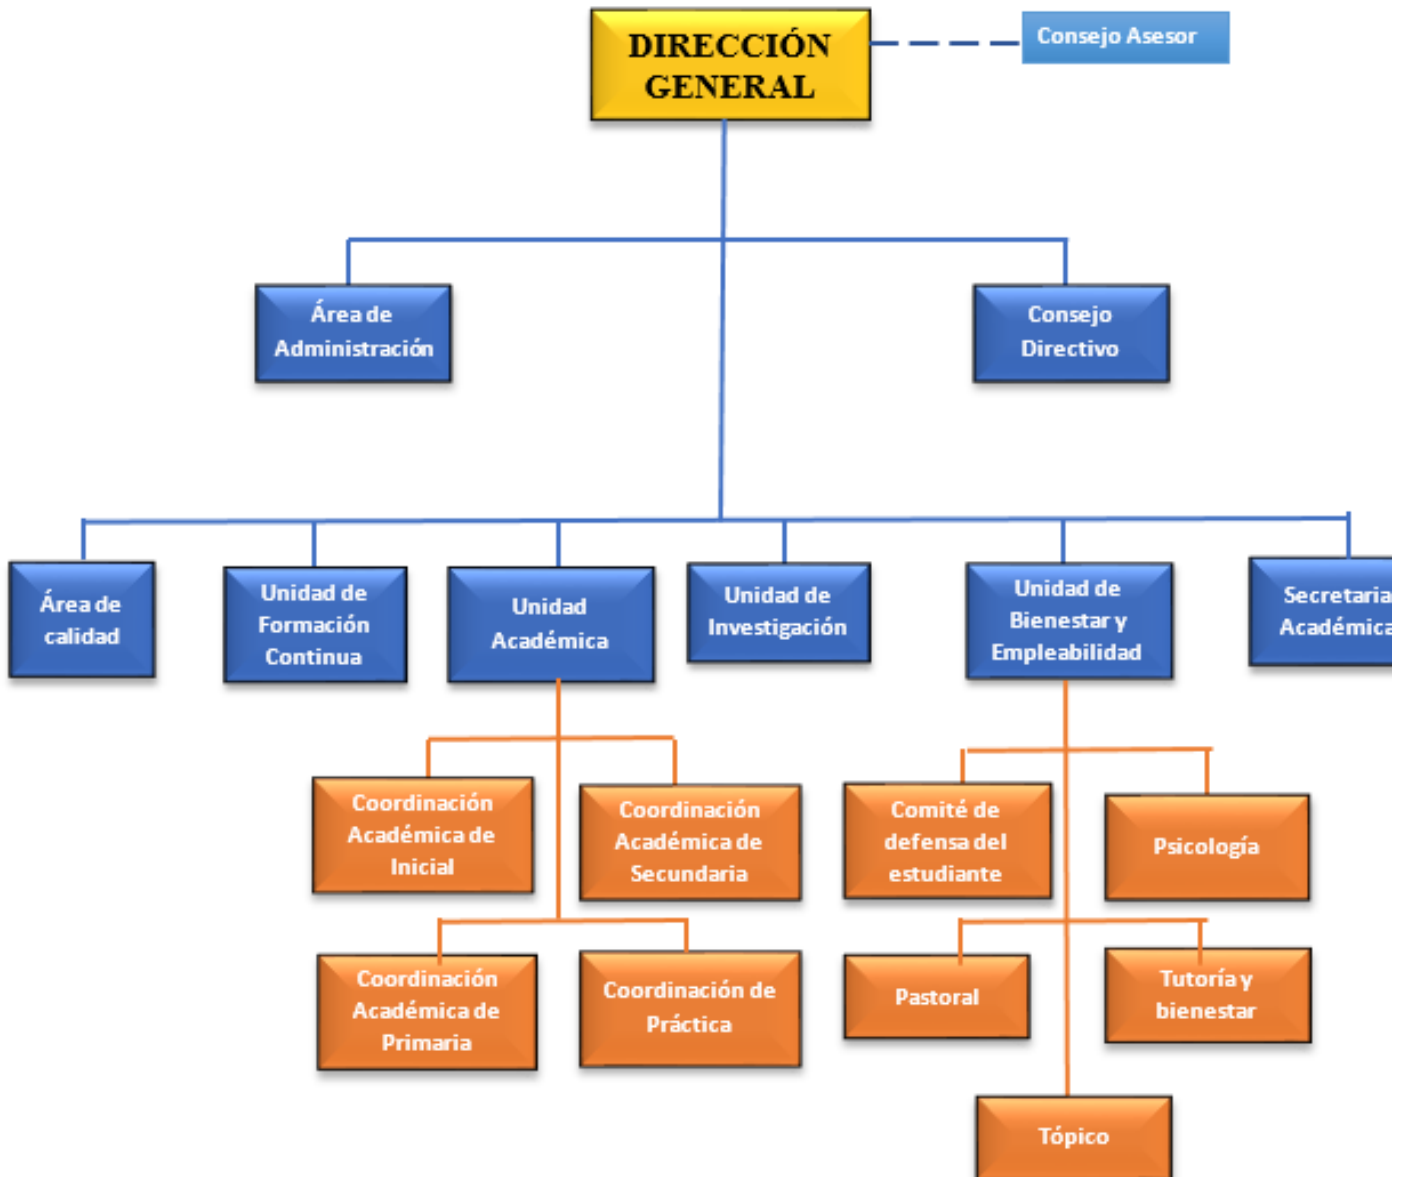 DIRECCIÓN
GENERAL
Consejo Asesor
Área de
Administración
Consejo
Directivo
Área de
calidad
Unidad de
Formación
Continua
Unidad
Académica
Unidad de
Investigación
Unidad de
Bienestar y
Empleabilidad
Secretaria
Académica
Coordinación
Académica de
Inicial
Coordinación
Académica de
Secundaria
Comité de
defensa del
estudiante
Psicología
Coordinación
Académica de
Primaria
Coordinación de
Práctica
Pastoral
Tutoría y
bienestar
Tópico